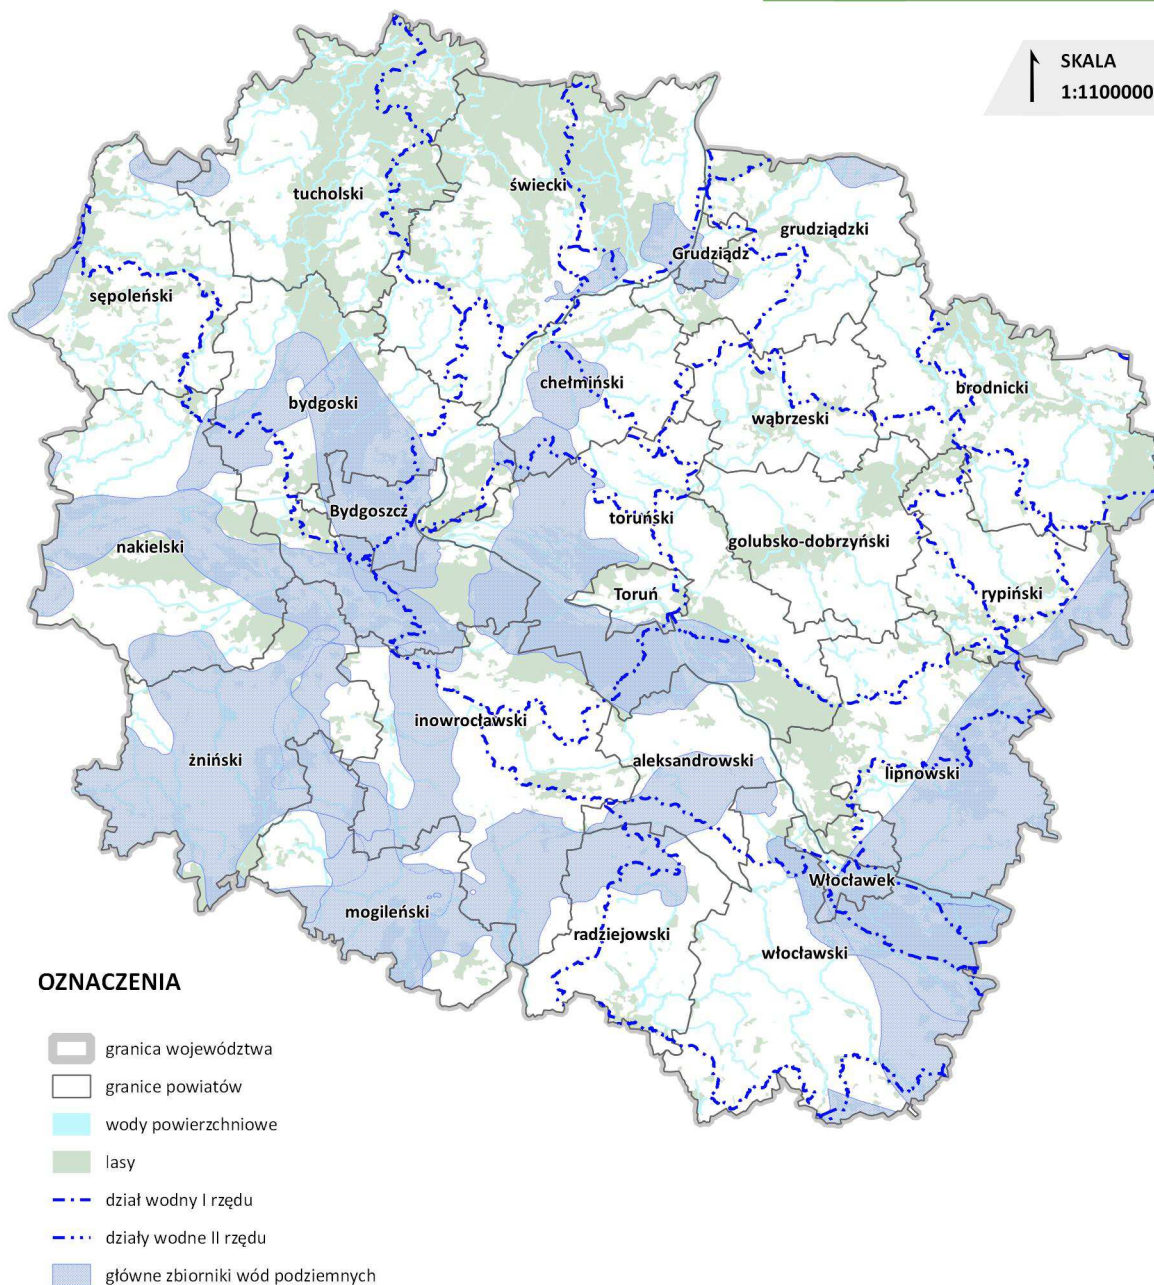 SKALA
1:1100000
tucholski
świecki
grudziądzki
Grudziądz
sępoleński
chełmiński
brodnicki
bydgoski
wąbrzeski
Bydgoszcz
toruński
golubsko-dobrzyński
nakielski
Toruń
rypiński
inowrocławski
żniński
aleksandrowski
lipnowski
Włocławek
mogileński
radziejowski
włocławski
OZNACZENIA
granica województwa
granice powiatów
wody powierzchniowe
lasy
dział wodny I rzędu
działy wodne II rzędu
główne zbiorniki wód podziemnych